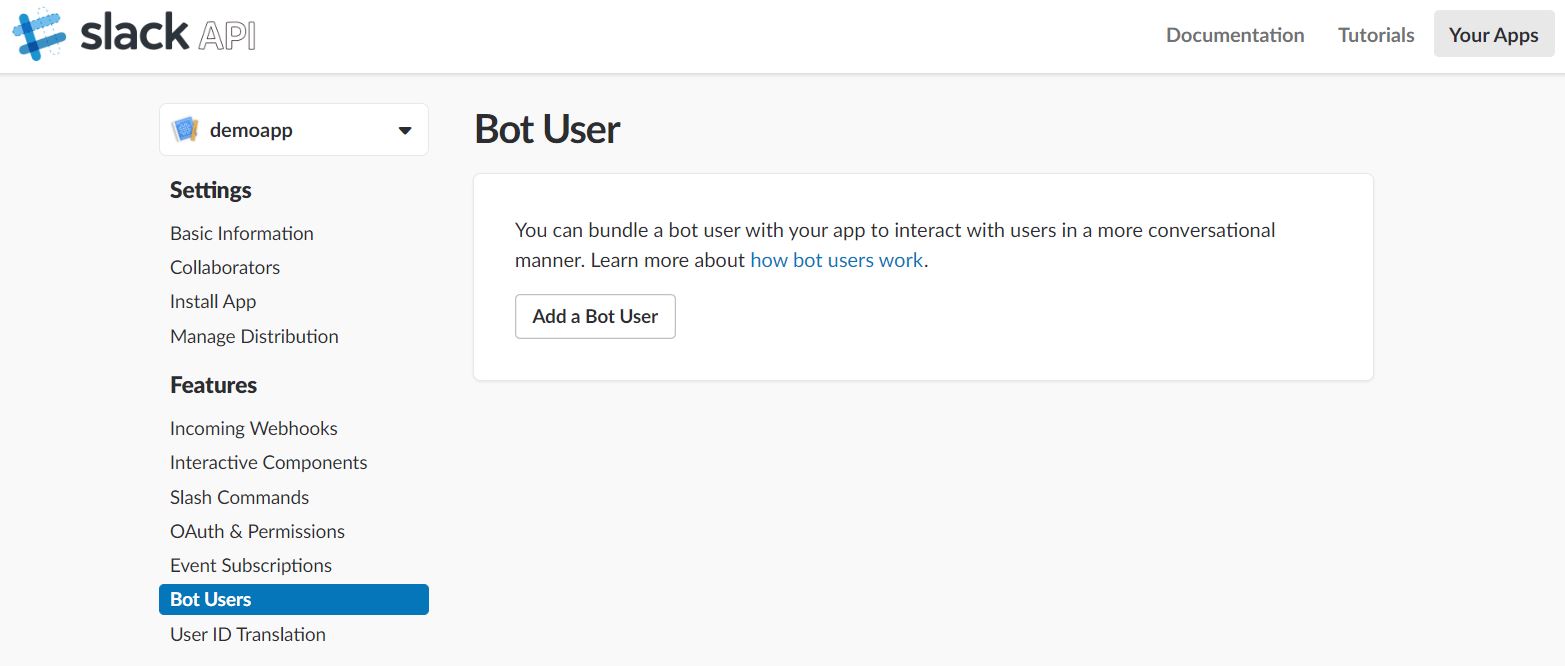 slack API
Documentation
Tutorials
Your Apps
demoapp
Settings
Basic Information
Collaborators
Install App
Manage Distribution
Features
Incoming Webhooks
Interactive Components
Slash Commands
OAuth & Permissions
Event Subscriptions
Bot Users
User ID Translation
Bot User
You can bundle a bot user with your app to interact with users in a more conversational
manner. Learn more about how bot users work.
Add a Bot User